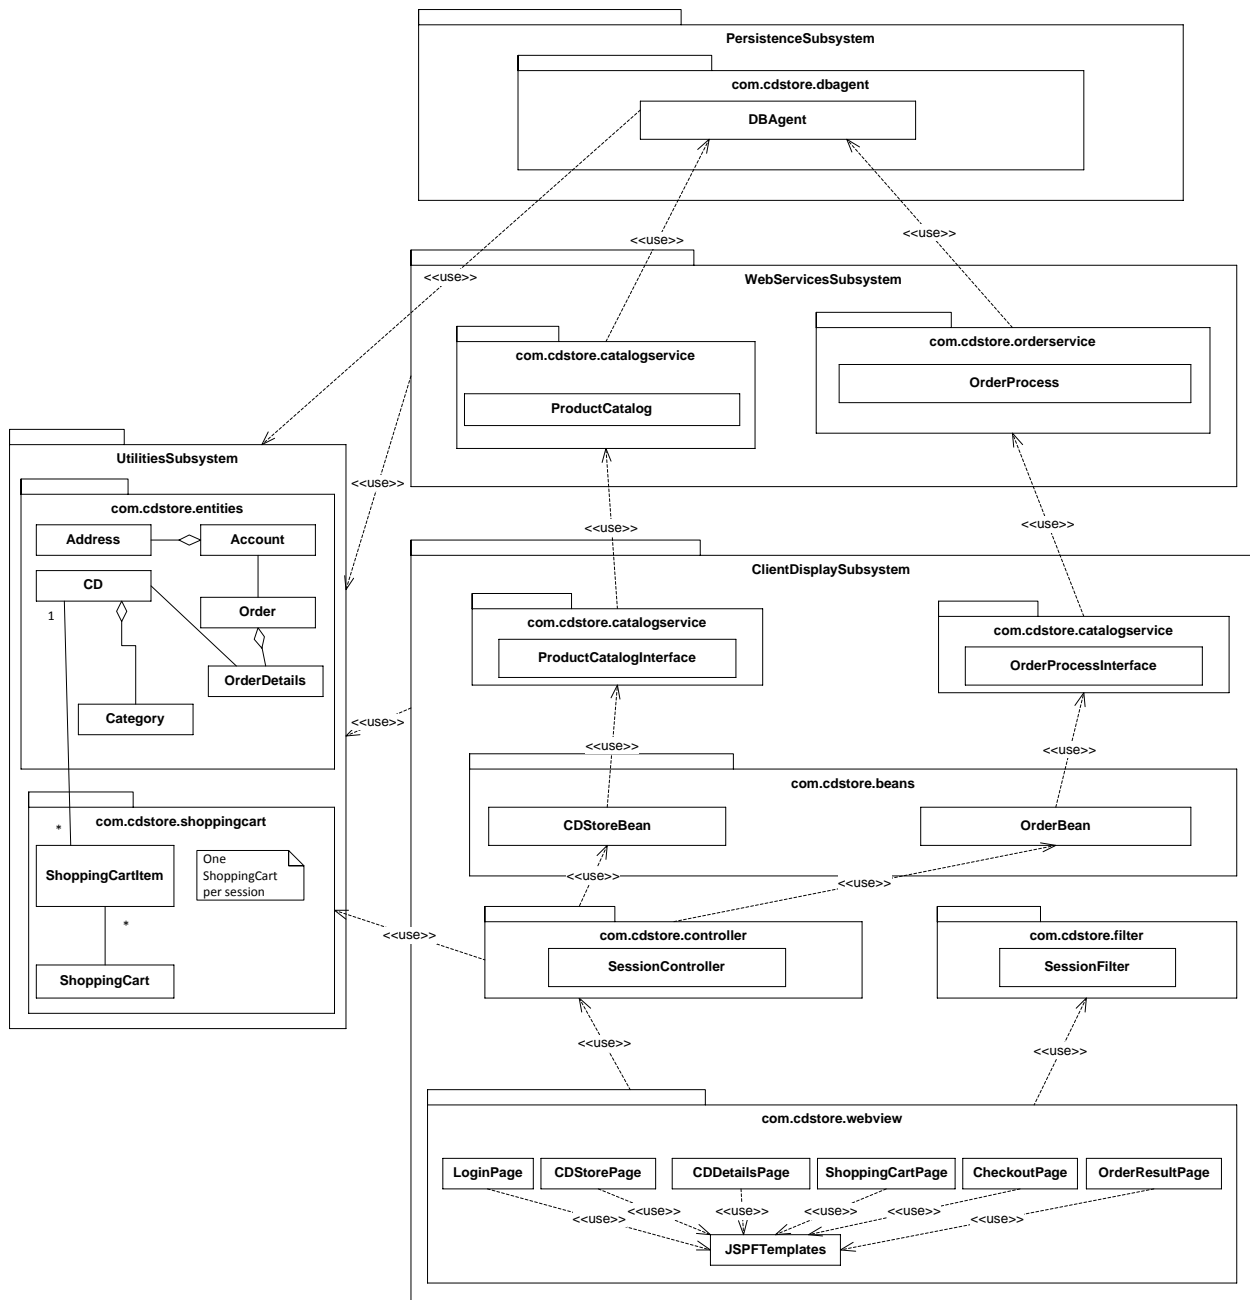 PersistenceSubsystem
com.cdstore.dbagent
DBAgent
<<use>>
<<use>>
<<use>>
WebServicesSubsystem
com.cdstore.catalogservice
ProductCatalog
com.cdstore.orderservice
OrderProcess
<<use>>
<<use>>
<<use>>
UtilitiesSubsystem
com.cdstore.entities
Address
Account
CD
1
Order
OrderDetails
Category
<<use>>
com.cdstore.shoppingcart
*
ShoppingCartItem
One
ShoppingCart
per session
*
ShoppingCart
<<use>>
ClientDisplaySubsystem
com.cdstore.catalogservice
ProductCatalogInterface
com.cdstore.catalogservice
OrderProcessInterface
<<use>>
<<use>>
com.cdstore.beans
CDStoreBean
OrderBean
<<use>>
<<use>>
com.cdstore.controller
SessionController
com.cdstore.filter
SessionFilter
<<use>>
<<use>>
com.cdstore.webview
LoginPage
CDStorePage
CDDetailsPage
ShoppingCartPage
CheckoutPage
OrderResultPage
<<use>>
<<use>>
<<use>>
<<use>>
<<use>>
<<use>>
JSPFTemplates